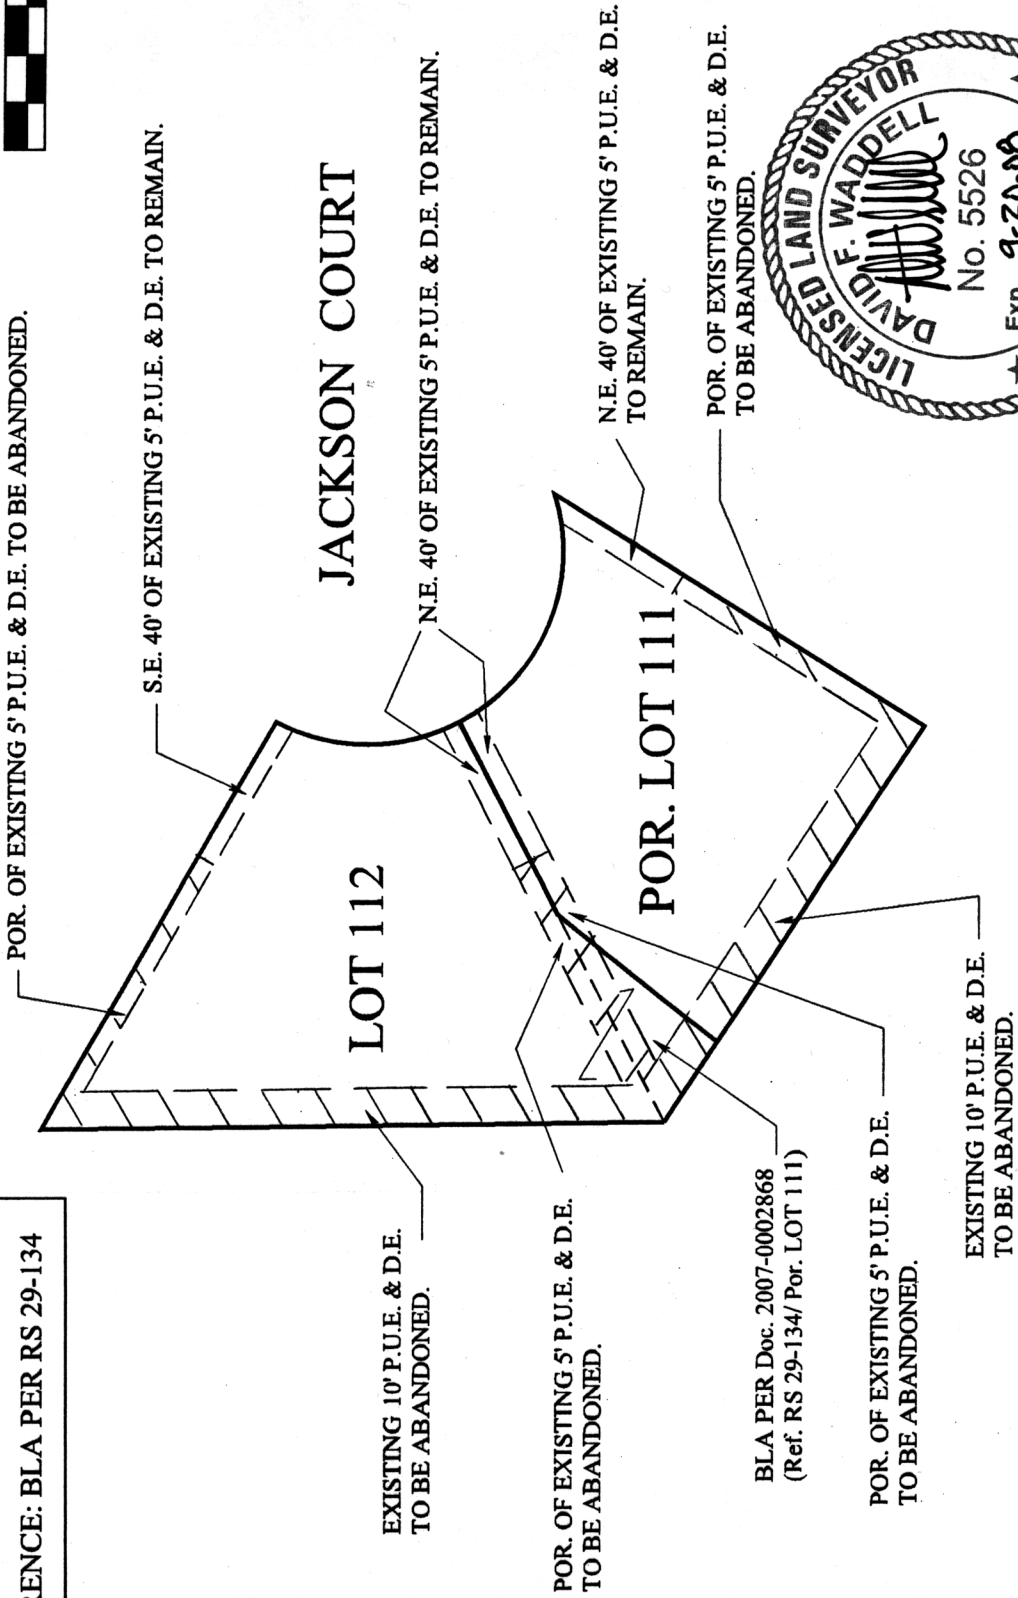 RENCE: BLA PER RS 29-134
POR. OF EXISTING 5' P.U.E. & D.E. TO BE ABANDONED.
S.E. 40' OF EXISTING 5' P.U.E. & D.E. TO REMAIN.
JACKSON COURT
N.E. 40' OF EXISTING 5' P.U.E. & D.E. TO REMAIN.
LOT 112
POR. LOT 111
N.E. 40' OF EXISTING 5' P.U.E. & D.E.
TO REMAIN.
POR. OF EXISTING 5' P.U.E. & D.E.
TO BE ABANDONED.
EXISTING 10' P.U.E. & D.E.
TO BE ABANDONED.
POR. OF EXISTING 5' P.U.E. & D.E.
TO BE ABANDONED.
BLA PER Doc. 2007-0002868
(Ref. RS 29-134/ Por. LOT 111)
POR. OF EXISTING 5' P.U.E. & D.E.
TO BE ABANDONED.
EXISTING 10' P.U.E. & D.E.
TO BE ABANDONED.
LICENSED LAND SURVEYOR
DAVID F. WADDELL
No. 5526
Exp